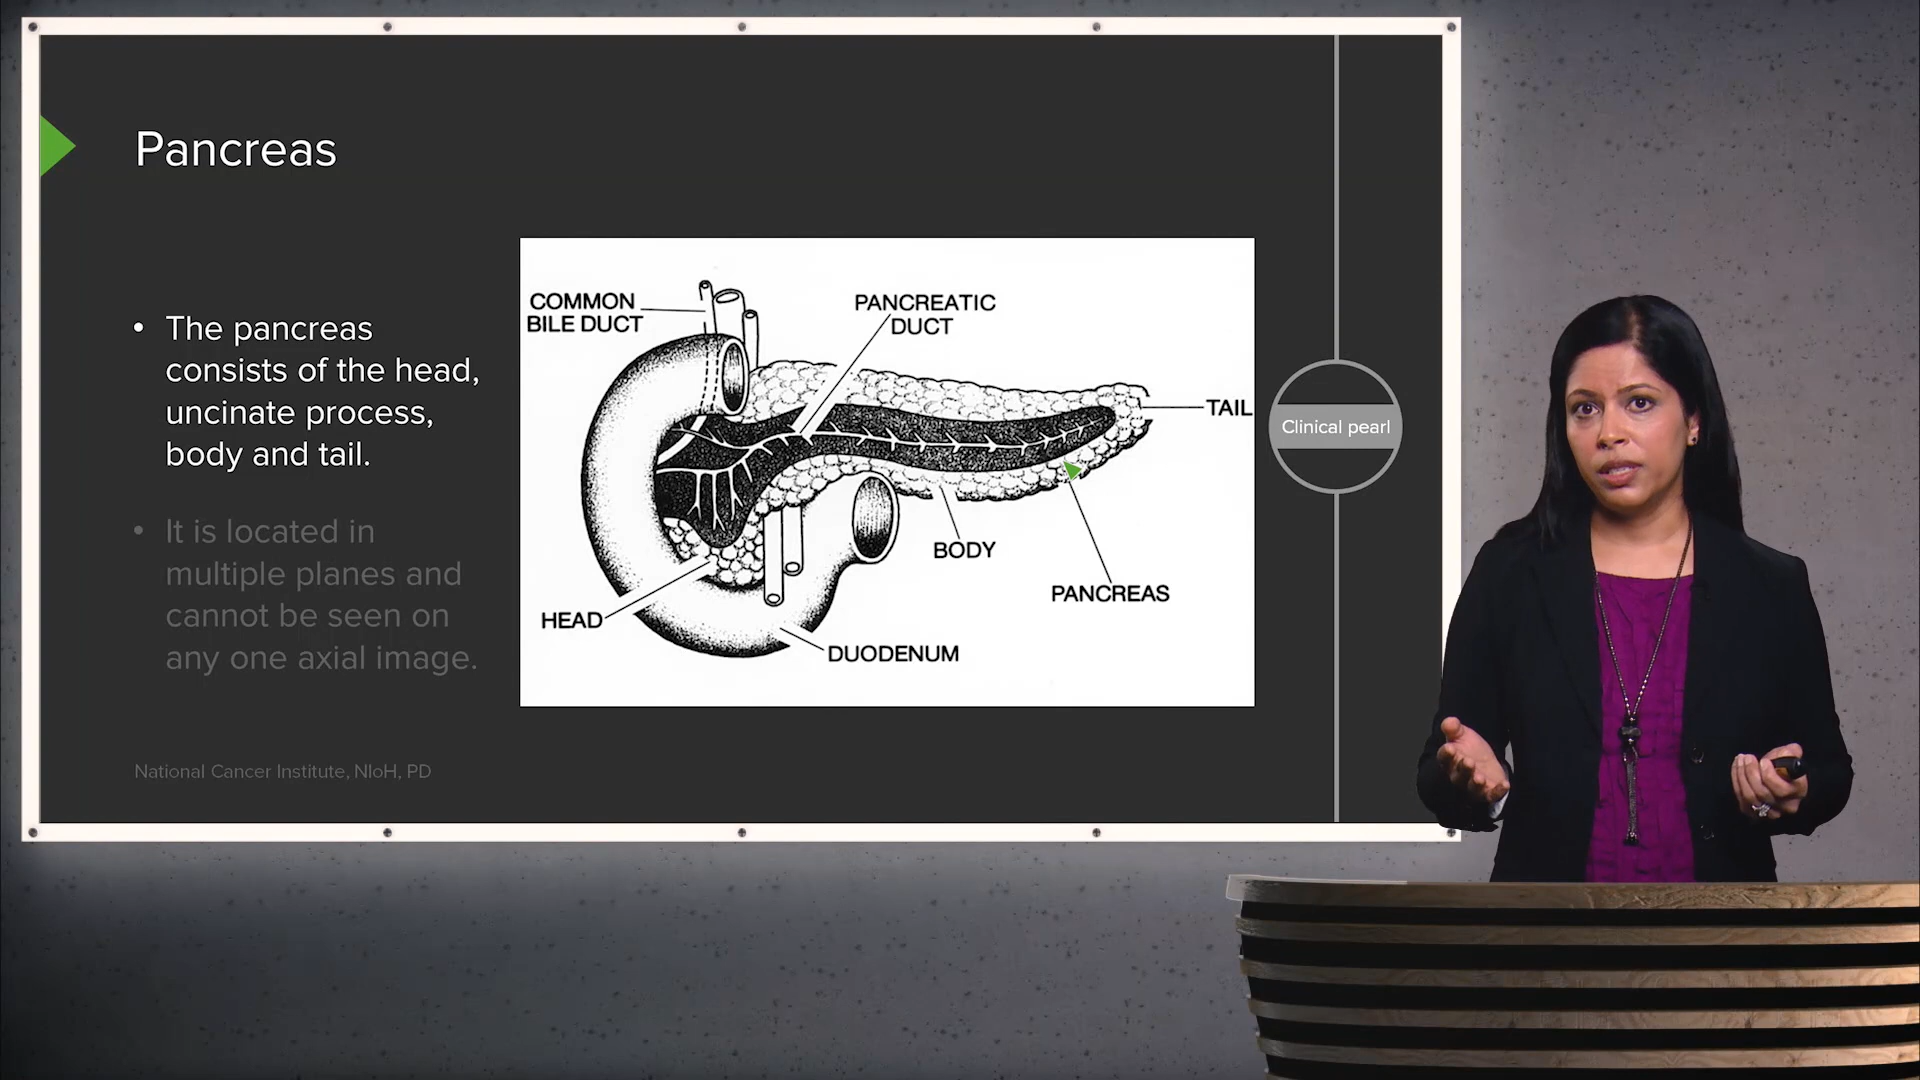 Pancreas
• The pancreas
consists of the head,
uncinate process,
body and tail.
• It is located in
multiple planes and
cannot be seen on
any one axial image.
COMMON
BILE DUCT
PANCREATIC
DUCT
TAIL
BODY
PANCREAS
HEAD
DUODENUM
Clinical pearl
National Cancer Institute, NIoH, PD